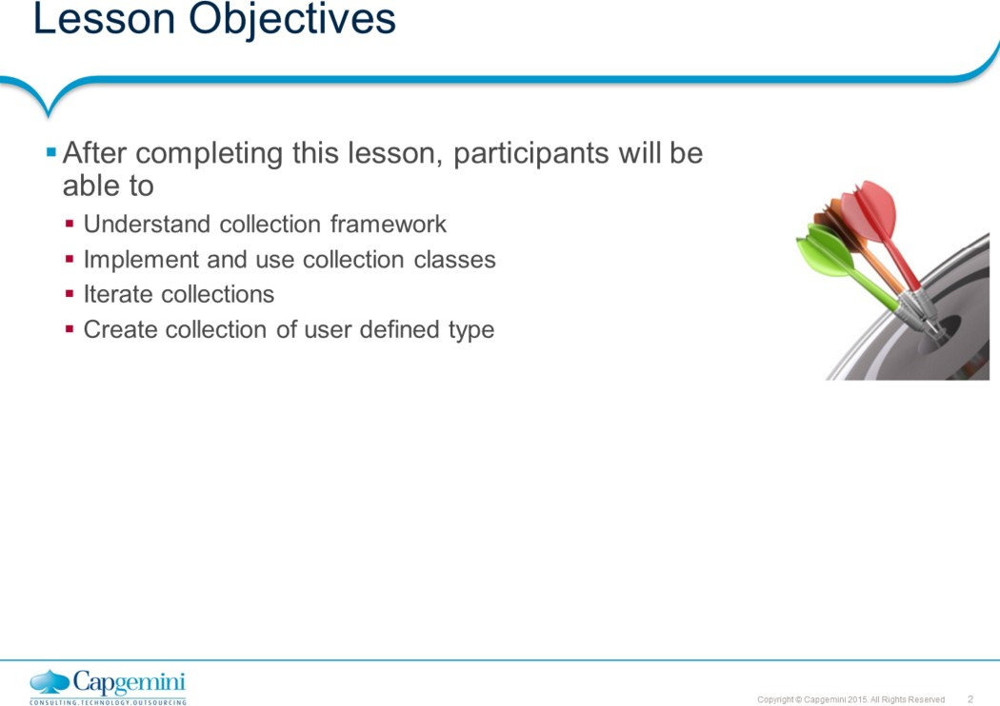 Lesson Objectives
After completing this lesson, participants will be
able to
Understand collection framework
Implement and use collection classes
Iterate collections
Create collection of user defined type
Capgemini
CONSULTING.TECHNOLOGY.OUTSOURCING
Copyright © Capgemini 2015. All Rights Reserved 2